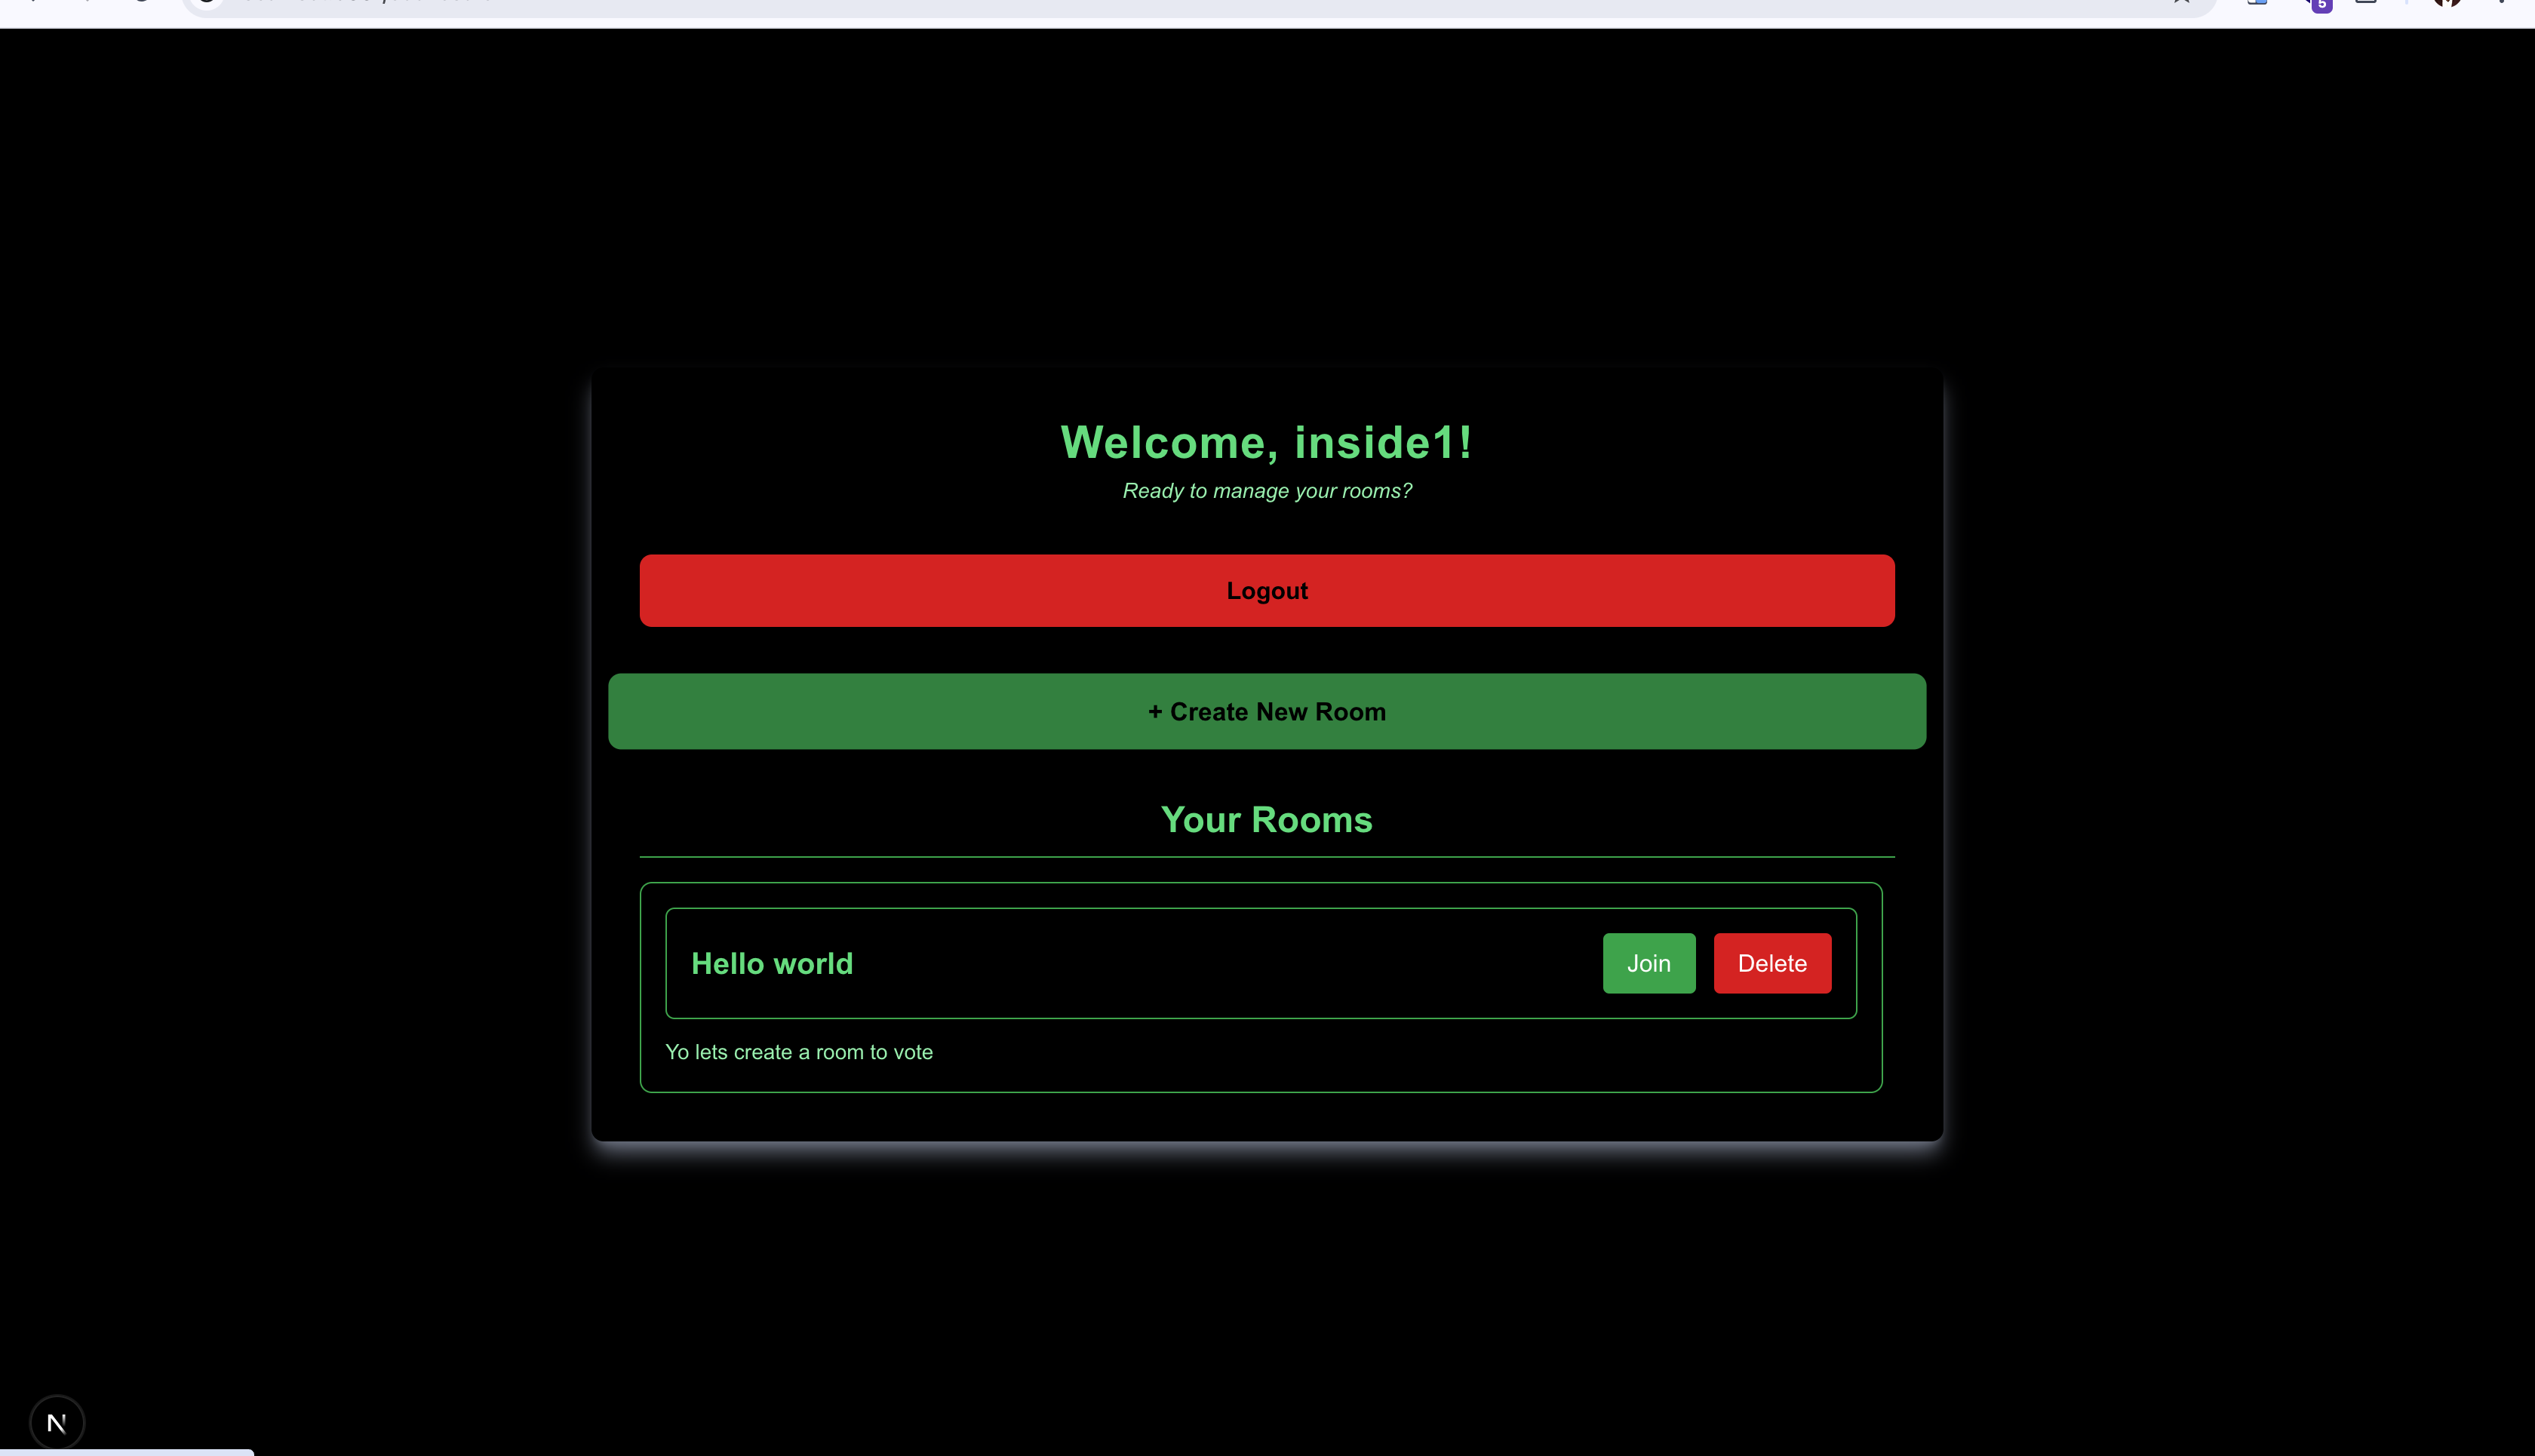 5
Welcome, inside1!
Ready to manage your rooms?
Logout
+ Create New Room
Your Rooms
Hello world
Join
Delete
Yo lets create a room to vote
N